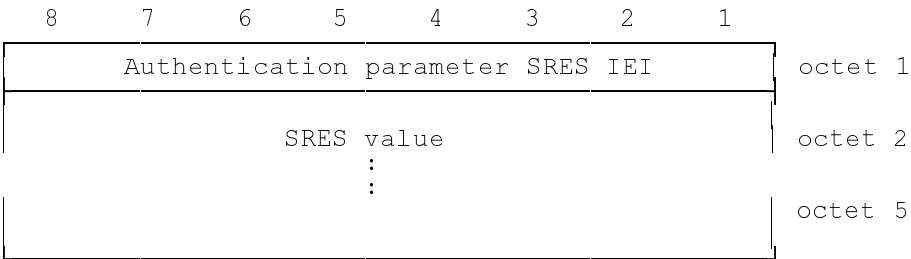 8 7 6 5 4 3 2 1
Authentication parameter SRES IEI octet 1
SRES value octet 2
:
:
octet 5